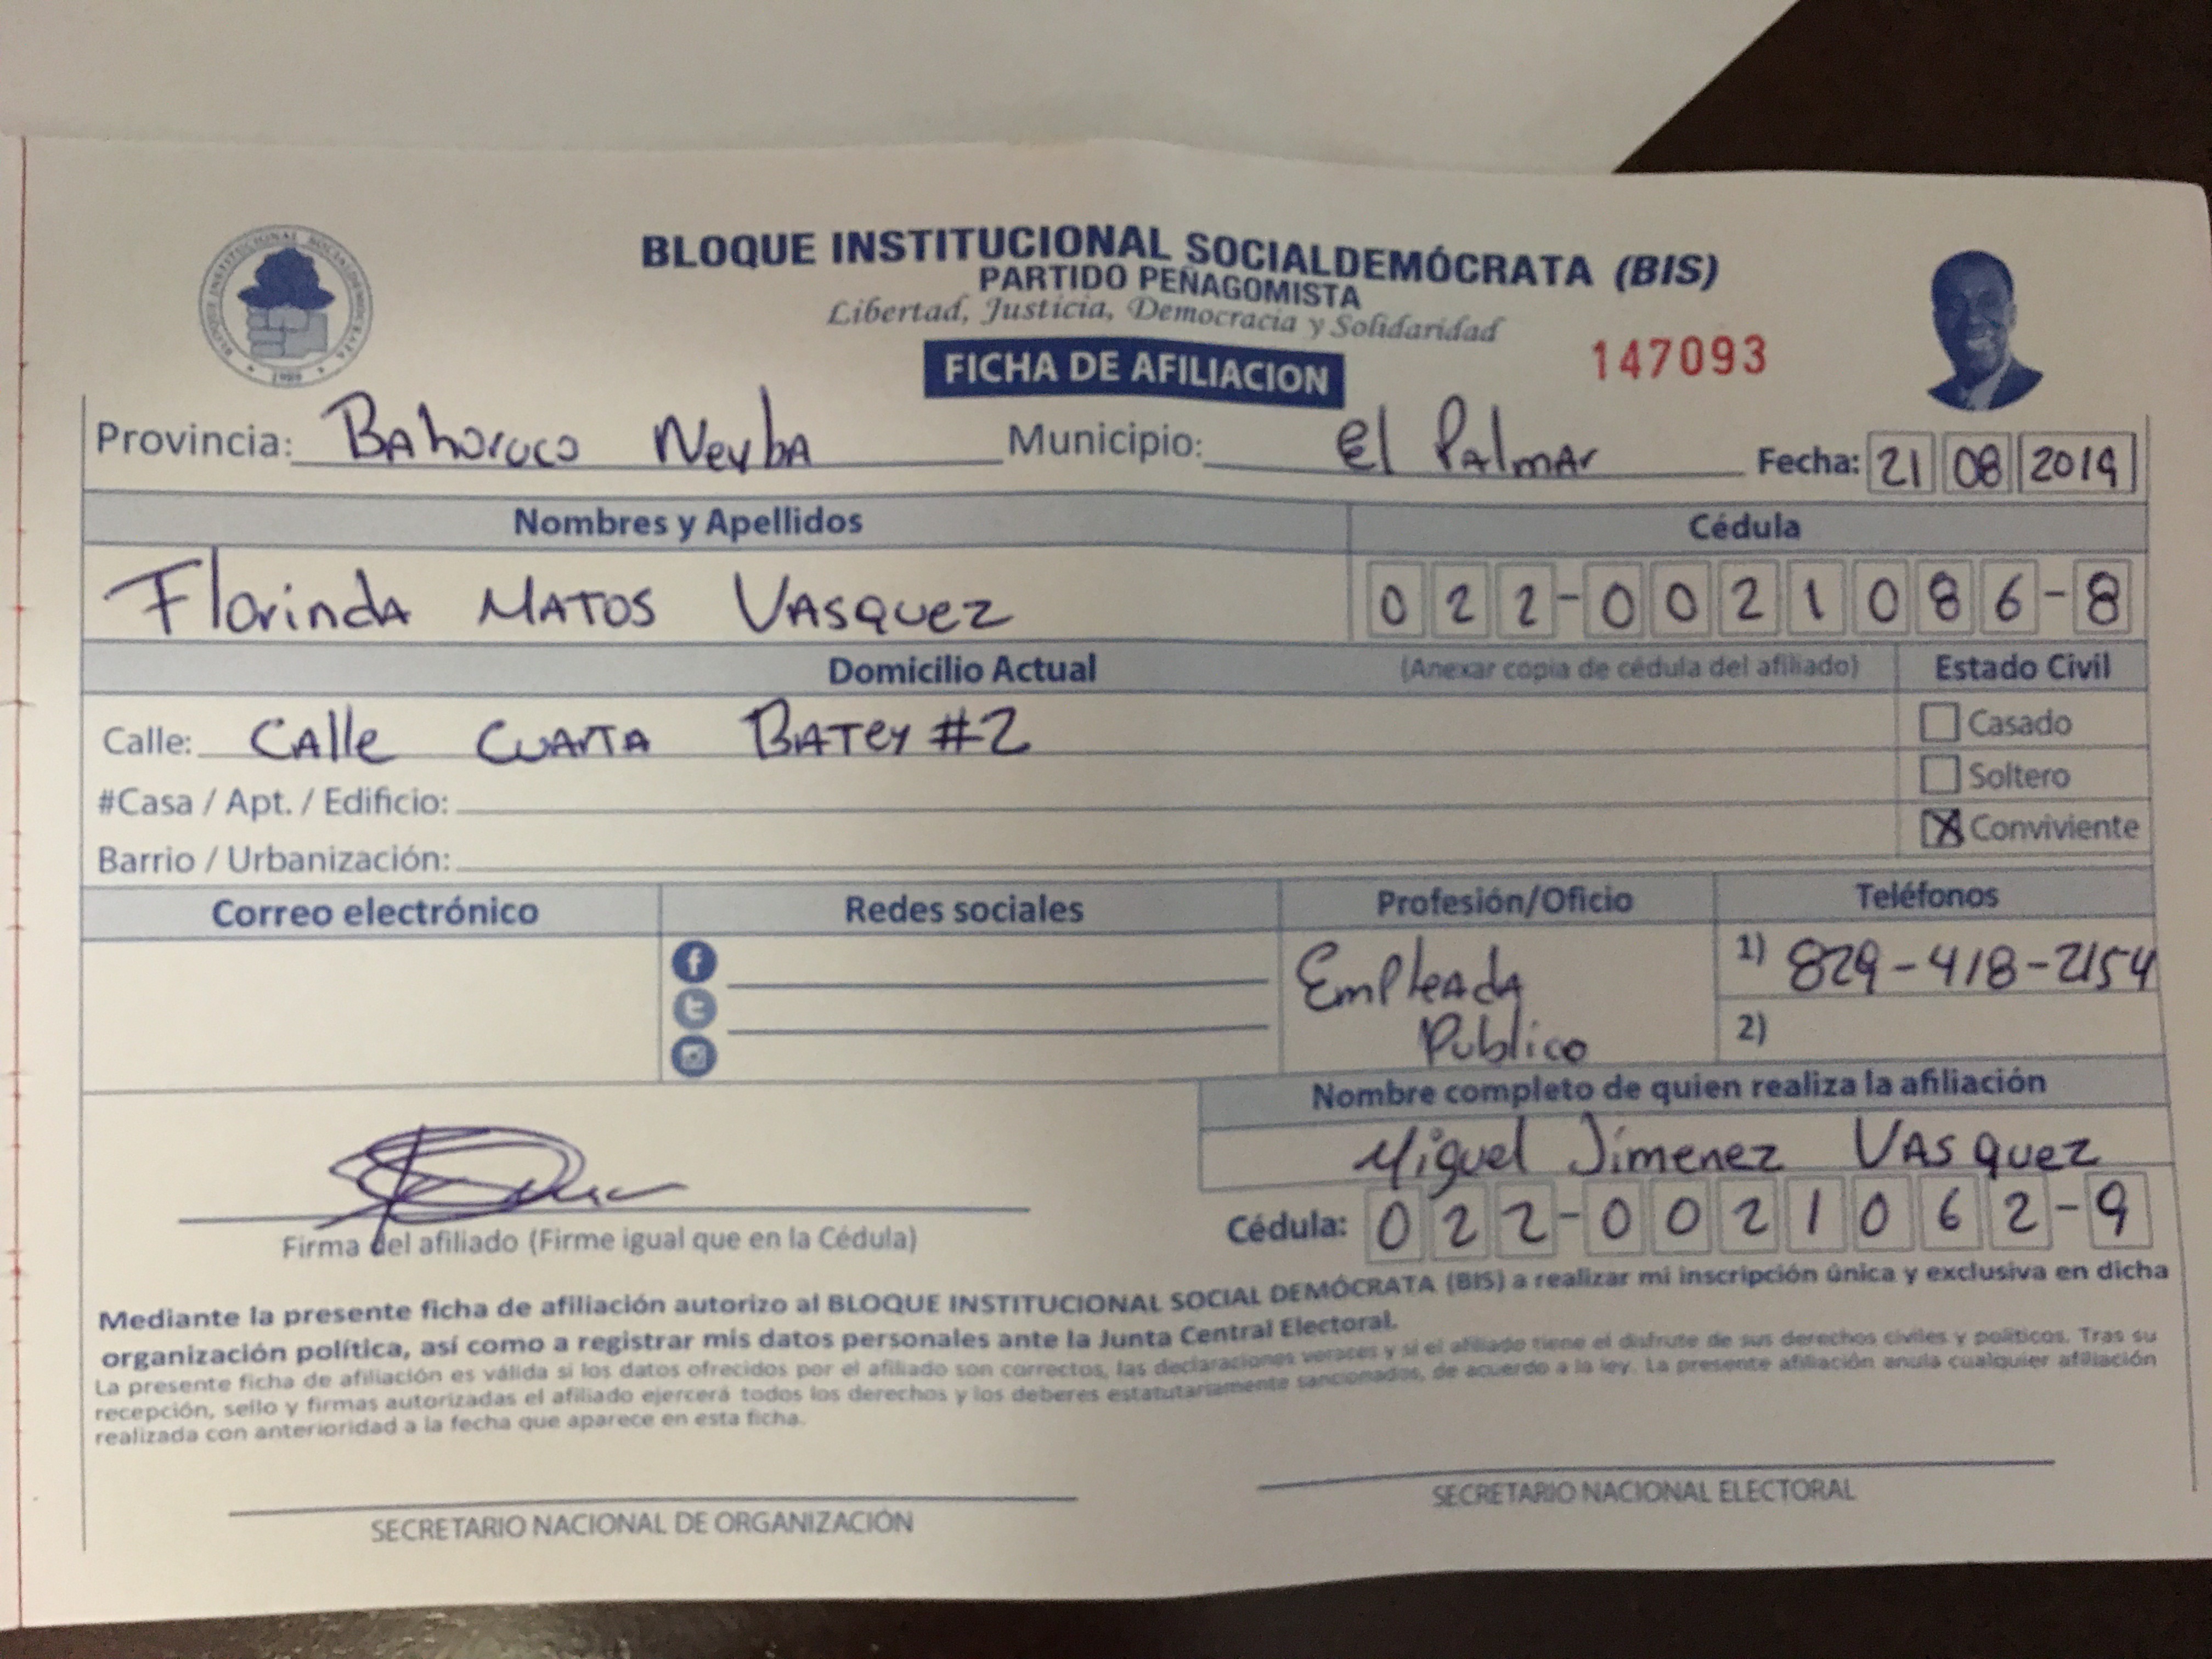 BLOQUE INSTITUCIONAL SOCIALDEMOCRATA
1989
BLOQUE INSTITUCIONAL SOCIALDEMÓCRATA (BIS)
PARTIDO PEÑAGOMISTA
Libertad, Justicia, Democracia y Solidaridad
FICHA DE AFILIACION
147093
Provincia: Bahoruco Neyba Municipio: El Palmar Fecha: 21 08 2019
Nombres y Apellidos Cédula
Florinda Matos Vasquez 022-0021086-8
Domicilio Actual (Anexar copia de cédula del afiliado) Estado Civil
Calle: Calle Cuarta Batey #2
Casado
#Casa / Apt. / Edificio:
Soltero
Barrio / Urbanización:
X Conviviente
Correo electrónico Redes sociales Profesión/Oficio Teléfonos
Empleada
Publico
1) 829-418-2154
2)
Nombre completo de quien realiza la afiliación
Miguel Jimenez Vasquez
Cédula: 022-0021062-9
Firma del afiliado (Firme igual que en la Cédula)
Mediante la presente ficha de afiliación autorizo al BLOQUE INSTITUCIONAL SOCIAL DEMÓCRATA (BIS) a realizar mi inscripción única y exclusiva en dicha
organización política, así como a registrar mis datos personales ante la Junta Central Electoral.
La presente ficha de afiliación es válida si los datos ofrecidos por el afiliado son correctos, las declaraciones veraces y si el afiliado tiene el disfrute de sus derechos civiles y políticos. Tras su
recepción, sello y firmas autorizadas el afiliado ejercerá todos los derechos y los deberes estatutariamente sancionados, de acuerdo a la ley. La presente afiliación anula cualquier afiliación
realizada con anterioridad a la fecha que aparece en esta ficha.
SECRETARIO NACIONAL DE ORGANIZACIÓN
SECRETARIO NACIONAL ELECTORAL